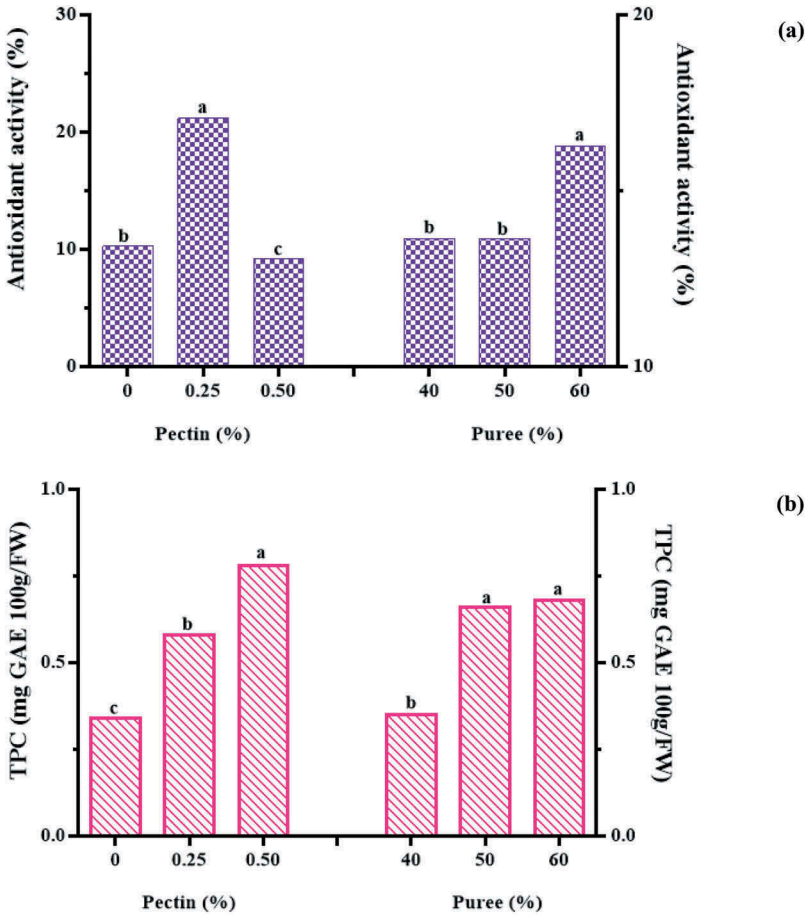 (a)
Antioxidant activity (%)
30
20
10
0
b
a
c
b
b
a
20
10
Antioxidant activity (%)
0
0.25
0.50
40
50
60
Pectin (%)
Puree (%)
(b)
TPC (mg GAE 100g/FW)
1.0
0.5
0.0
c
b
a
b
a
a
1.0
0.5
0.0
TPC (mg GAE 100g/FW)
0
0.25
0.50
40
50
60
Pectin (%)
Puree (%)